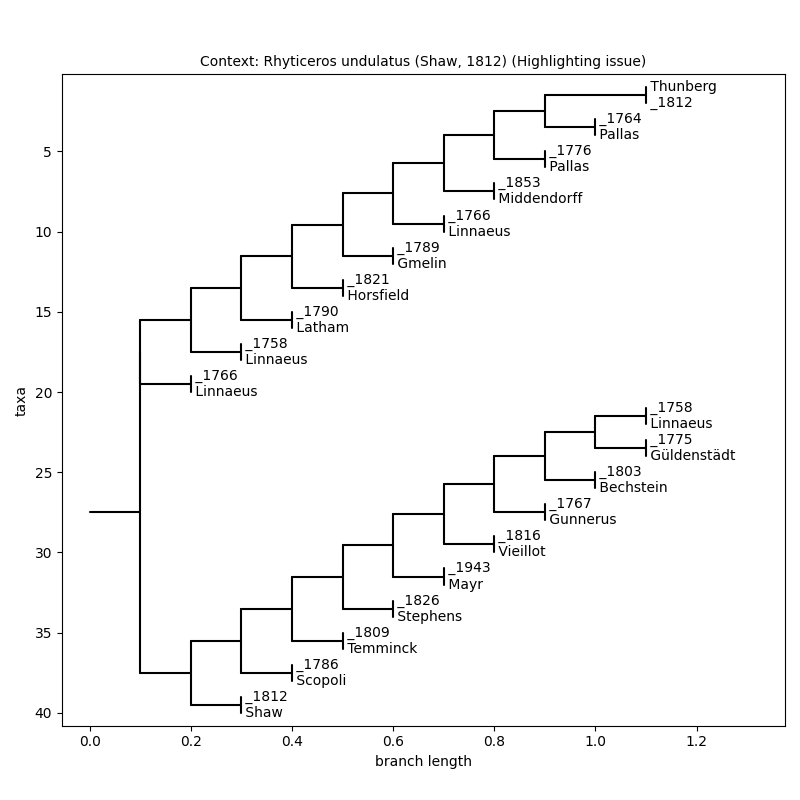 Context: Rhyticeros undulatus (Shaw, 1812) (Highlighting issue)
Thunberg
_1812
_1764
Pallas
_1776
Pallas
_1853
Middendorff
_1766
Linnaeus
_1789
Gmelin
_1821
Horsfield
_1790
Latham
_1758
Linnaeus
_1766
Linnaeus
_1758
Linnaeus
_1775
Güldenstädt
_1803
Bechstein
_1767
Gunnerus
_1816
Vieillot
_1943
Mayr
_1826
Stephens
_1809
Temminck
_1786
Scopoli
_1812
Shaw
5
10
15
20
25
30
35
40
taxa
0.0 0.2 0.4 0.6 0.8 1.0 1.2
branch length